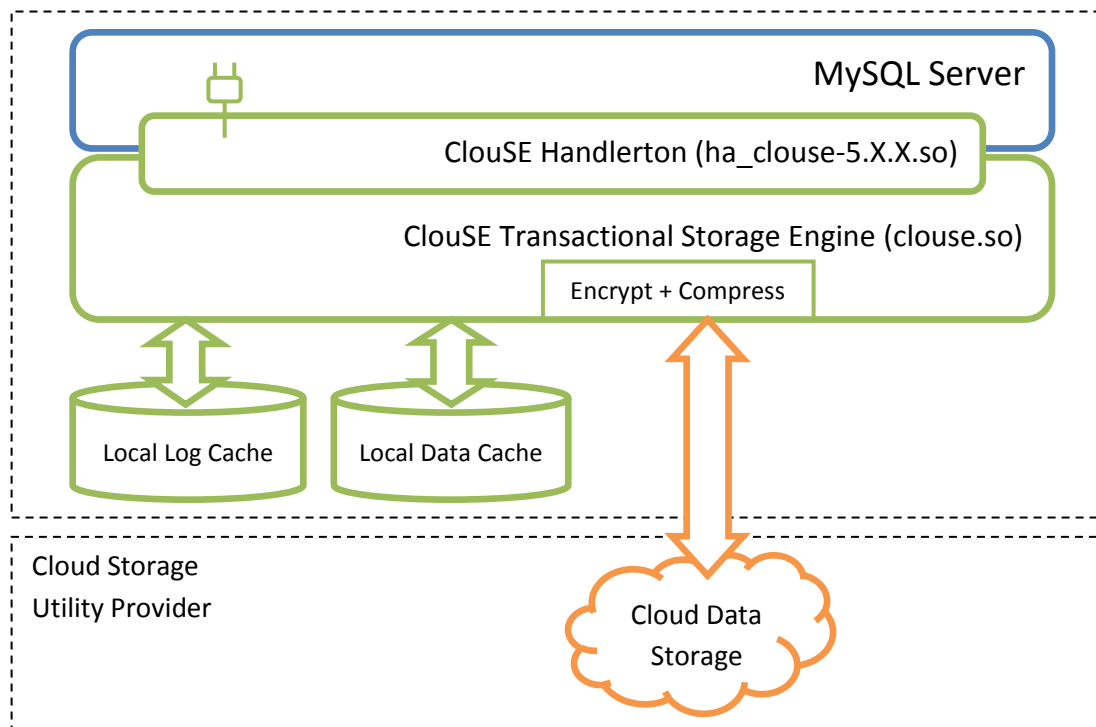 MySQL Server
ClouSE Handlerton (ha_clouse-5.X.X.so)
ClouSE Transactional Storage Engine (clouse.so)
Encrypt + Compress
Local Log Cache
Local Data Cache
Cloud Storage
Utility Provider
Cloud Data
Storage